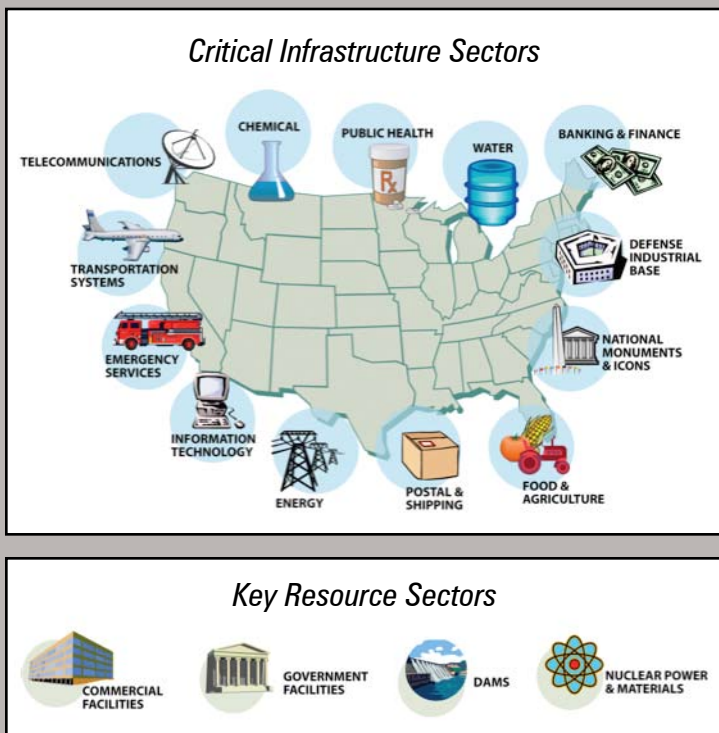 Critical Infrastructure Sectors
TELECOMMUNICATIONS
CHEMICAL
PUBLIC HEALTH
Rx
WATER
BANKING & FINANCE
TRANSPORTATION
SYSTEMS
DEFENSE
INDUSTRIAL
BASE
EMERGENCY
SERVICES
NATIONAL
MONUMENTS
& ICONS
INFORMATION
TECHNOLOGY
ENERGY
POSTAL &
SHIPPING
FOOD &
AGRICULTURE
Key Resource Sectors
COMMERCIAL
FACILITIES
GOVERNMENT
FACILITIES
DAMS
NUCLEAR POWER
& MATERIALS